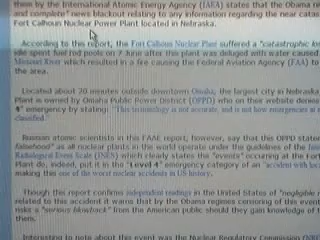 them by the International Atomic Energy Agency (IAEA) states that the Obama re
and complete" news blackout relating to any information regarding the near catas
Fort Calhoun Nuclear Power Plant located in Nebraska.
According to this report, the Fort Calhoun Nuclear Plant suffered a "catastrophic los
idle spent fuel rod pools on 7 June after this plant was deluged with water caused
Missouri River which resulted in a fire causing the Federal Aviation Agency (FAA)
the area.
Located about 20 minutes outside downtown Omaha, the largest city in Nebraska
Plant is owned by Omaha Public Power District (OPPD) who on their website denies
4" emergency by stating: "This terminology is not accurate, and is not how emergencies at
classified."
Russian atomic scientists in this FAAE report, however, say that this OPPD statem
falsehood" as all nuclear plants in the world operate under the guidelines of the
Radiological Event Scale (INES) which clearly states the "events" occurring at the Fort
Plant do, indeed, put it in the "Level 4" emergency category of an "accident with loc
making this one of the worst nuclear accidents in US history.
Though this report confirms independent readings in the United States of "negligible
related to this accident it warns that by the Obama regimes censoring of this event
risks a "serious blowback" from the American public should they gain knowledge of
them.
Interesting to note about this event was the Nuclear Regulatory Commission